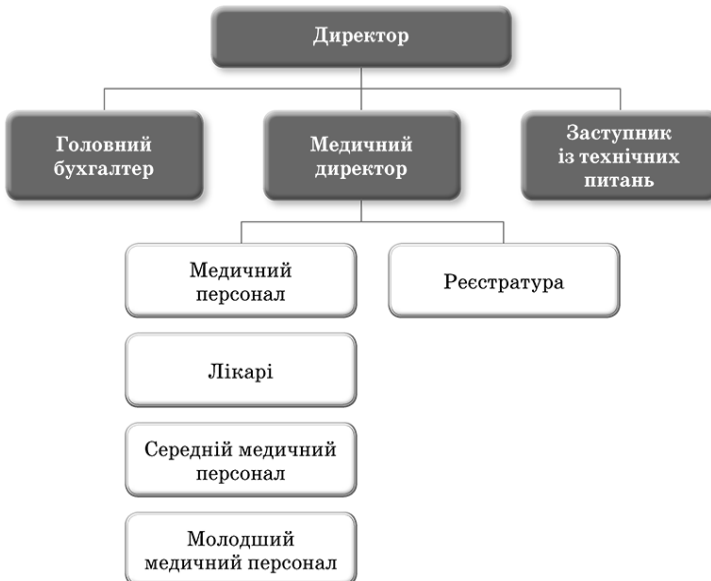 Директор
Головний
бухгалтер
Медичний
директор
Заступник
із технічних
питань
Медичний
персонал
Реєстратура
Лікарі
Середній медичний
персонал
Молодший
медичний персонал